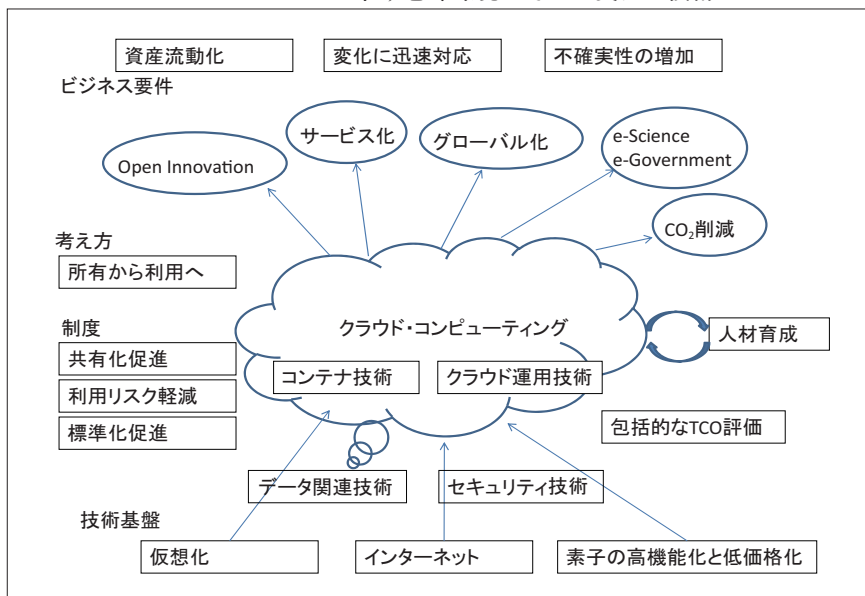 資産流動化
変化に迅速対応
不確実性の増加
ビジネス要件
Open Innovation
サービス化
グローバル化
e-Science
e-Government
CO₂削減
考え方
所有から利用へ
制度
共有化促進
利用リスク軽減
標準化促進
クラウド・コンピューティング
コンテナ技術
クラウド運用技術
人材育成
包括的なTCO評価
データ関連技術
セキュリティ技術
技術基盤
仮想化
インターネット
素子の高機能化と低価格化